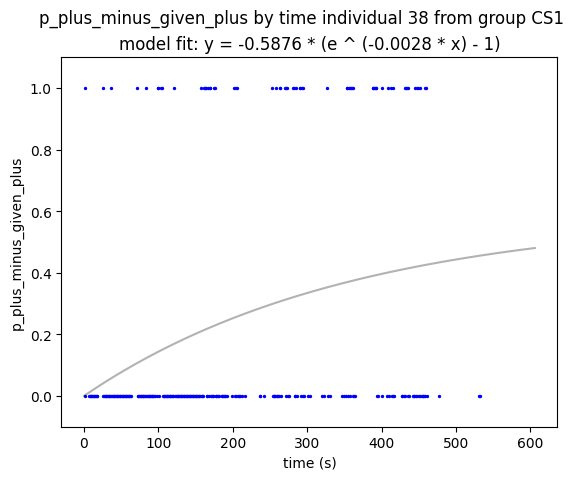 p_plus_minus_given_plus by time individual 38 from group CS1
model fit: y = -0.5876 * (e ^ (-0.0028 * x) - 1)
1.0
0.8
0.6
0.4
0.2
0.0
p_plus_minus_given_plus
0 100 200 300 400 500 600
time (s)